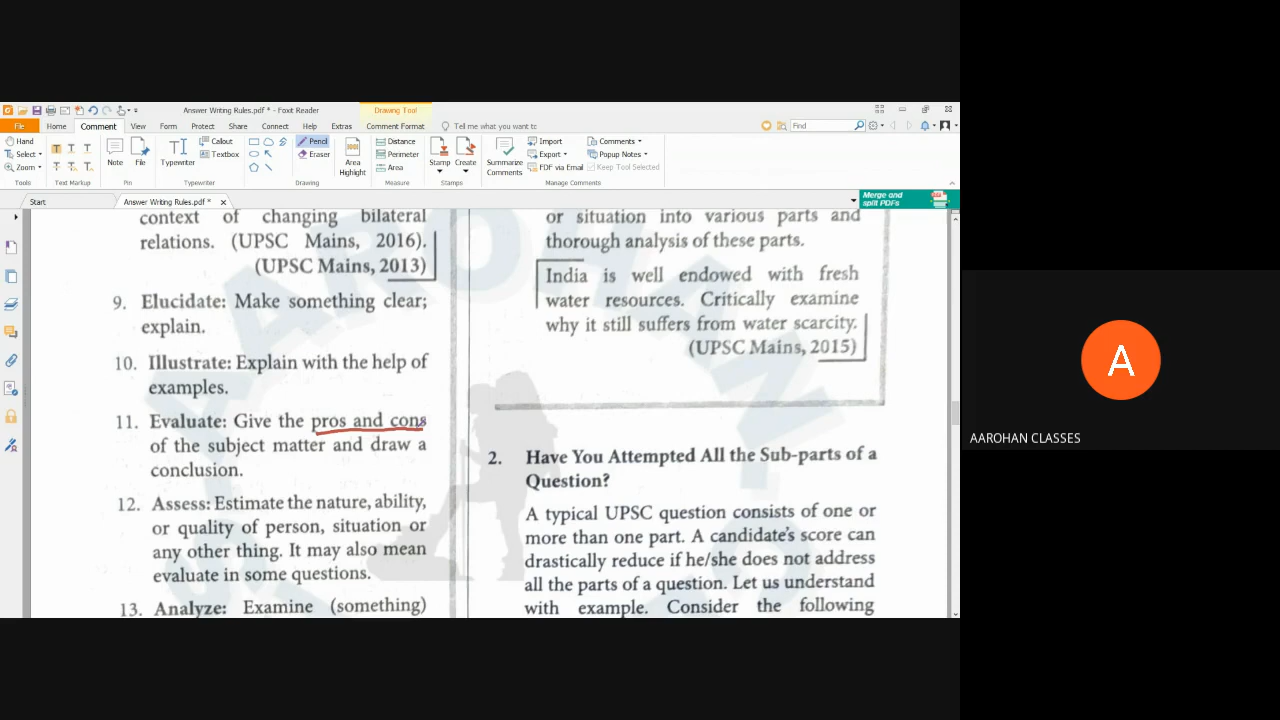 Answer Writing Rules.pdf * - Foxit Reader
Drawing Tool
File Home Comment View Form Protect Share Connect Help Extras Comment Format Tell me what you want tc Find
Hand
Select
Zoom
Tools
Text Markup
Note
File
Pin
Typewriter
Callout
Textbox
Typewriter
Pencil
Eraser
Drawing
Area
Highlight
Distance
Perimeter
Area
Measure
Stamp
Create
Stamps
Summarize
Comments
Import
Export
FDF via Email
Comments
Popup Notes
Keep Tool Selected
Manage Comments
Start
Answer Writing Rules.pdf *
Merge and
split PDFs
context of changing bilateral
relations. (UPSC Mains, 2016).
(UPSC Mains, 2013)
9. Elucidate: Make something clear;
explain.
10. Illustrate: Explain with the help of
examples.
11. Evaluate: Give the pros and cons
of the subject matter and draw a
conclusion.
12. Assess: Estimate the nature, ability,
or quality of person, situation or
any other thing. It may also mean
evaluate in some questions.
13. Analyze: Examine (something)
or situation into various parts and
thorough analysis of these parts.
India is well endowed with fresh
water resources. Critically examine
why it still suffers from water scarcity.
(UPSC Mains, 2015)
2. Have You Attempted All the Sub-parts of a
Question?
A typical UPSC question consists of one or
more than one part. A candidate's score can
drastically reduce if he/she does not address
all the parts of a question. Let us understand
with example. Consider the following
A
AAROHAN CLASSES